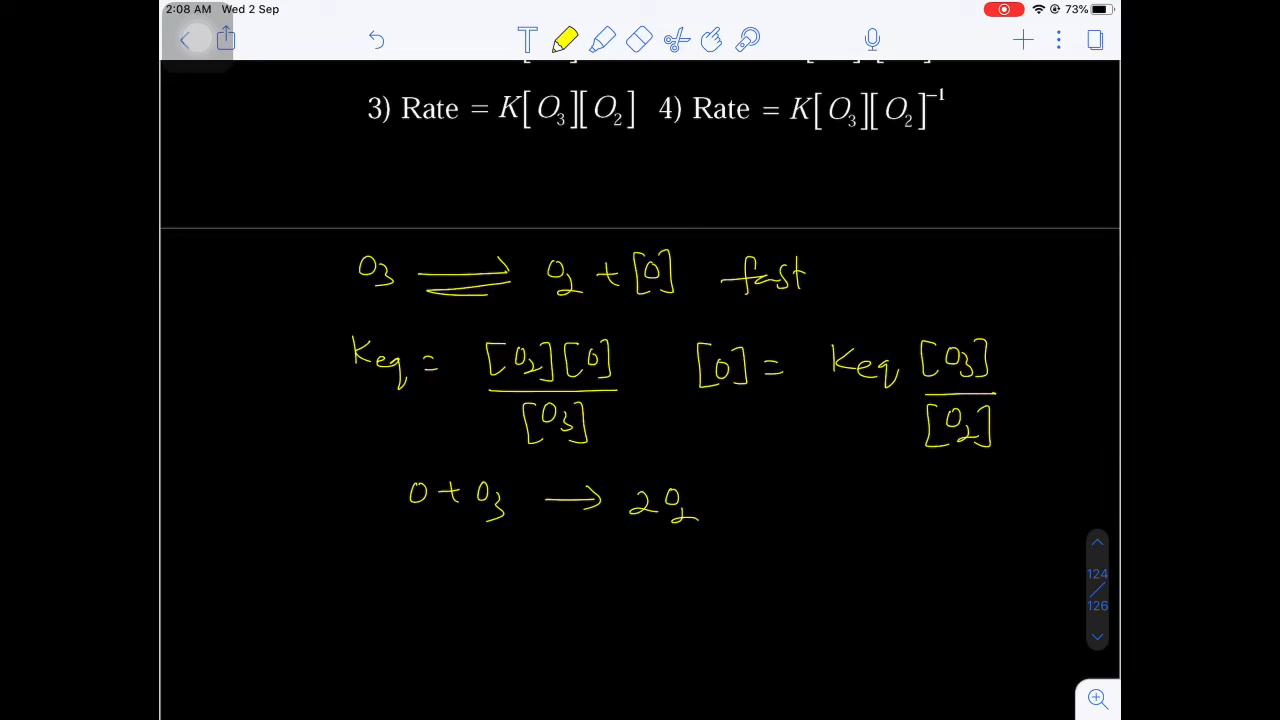 2:08 AM Wed 2 Sep 73%
T
3) Rate = K[O₃][O₂] 4) Rate = K[O₃][O₂]⁻¹
O₃ ⇌ O₂ + [O] fast
Keq = [O₂][O] / [O₃] [O] = Keq [O₃] / [O₂]
O + O₃ → 2O₂
124
126